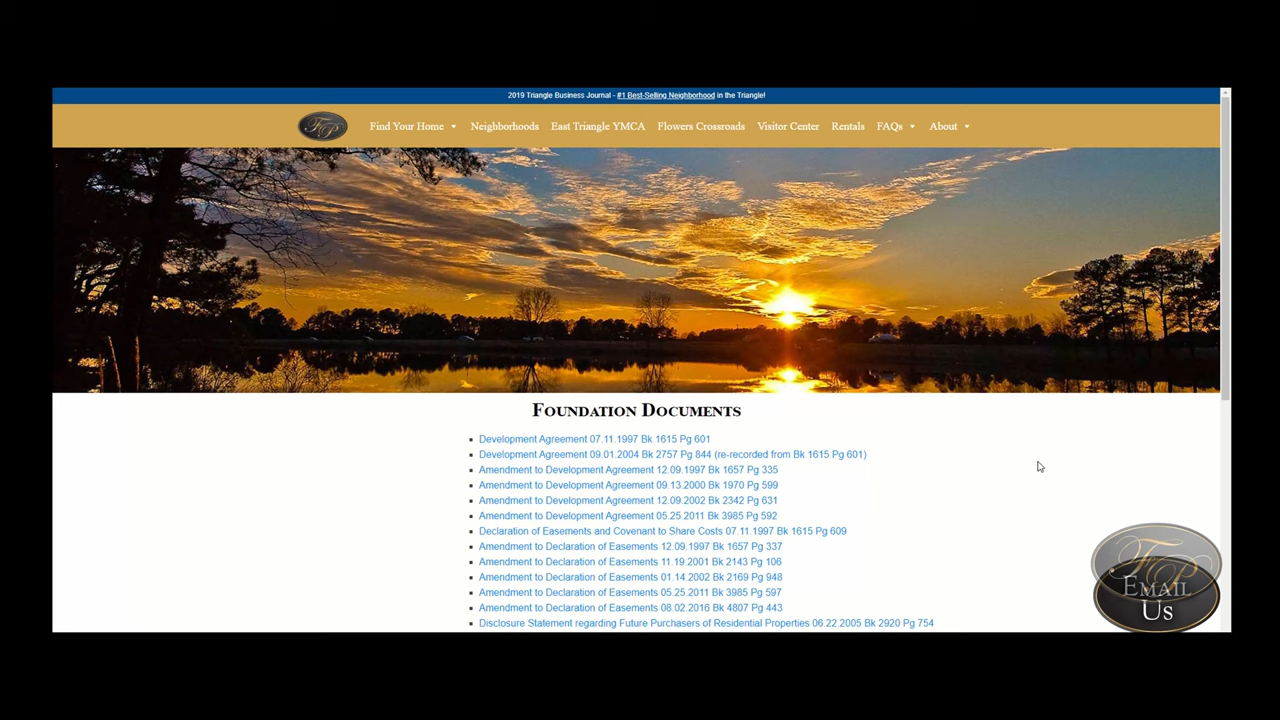 2019 Triangle Business Journal - #1 Best-Selling Neighborhood in the Triangle!
FP Find Your Home Neighborhoods East Triangle YMCA Flowers Crossroads Visitor Center Rentals FAQs About
FOUNDATION DOCUMENTS
Development Agreement 07.11.1997 Bk 1615 Pg 601
Development Agreement 09.01.2004 Bk 2757 Pg 844 (re-recorded from Bk 1615 Pg 601)
Amendment to Development Agreement 12.09.1997 Bk 1657 Pg 335
Amendment to Development Agreement 09.13.2000 Bk 1970 Pg 599
Amendment to Development Agreement 12.09.2002 Bk 2342 Pg 631
Amendment to Development Agreement 05.25.2011 Bk 3985 Pg 592
Declaration of Easements and Covenant to Share Costs 07.11.1997 Bk 1615 Pg 609
Amendment to Declaration of Easements 12.09.1997 Bk 1657 Pg 337
Amendment to Declaration of Easements 11.19.2001 Bk 2143 Pg 106
Amendment to Declaration of Easements 01.14.2002 Bk 2169 Pg 948
Amendment to Declaration of Easements 05.25.2011 Bk 3985 Pg 597
Amendment to Declaration of Easements 08.02.2016 Bk 4807 Pg 443
Disclosure Statement regarding Future Purchasers of Residential Properties 06.22.2005 Bk 2920 Pg 754
FP
EMAIL
US